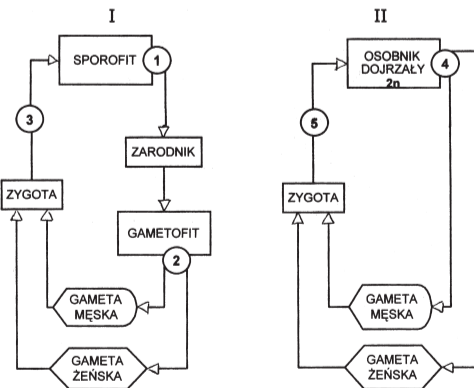 I
SPOROFIT
1
3
ZARODNIK
ZYGOTA
GAMETOFIT
2
GAMETA
MĘSKA
GAMETA
ŻEŃSKA
II
OSOBNIK
DOJRZAŁY
2n
4
5
ZYGOTA
GAMETA
MĘSKA
GAMETA
ŻEŃSKA